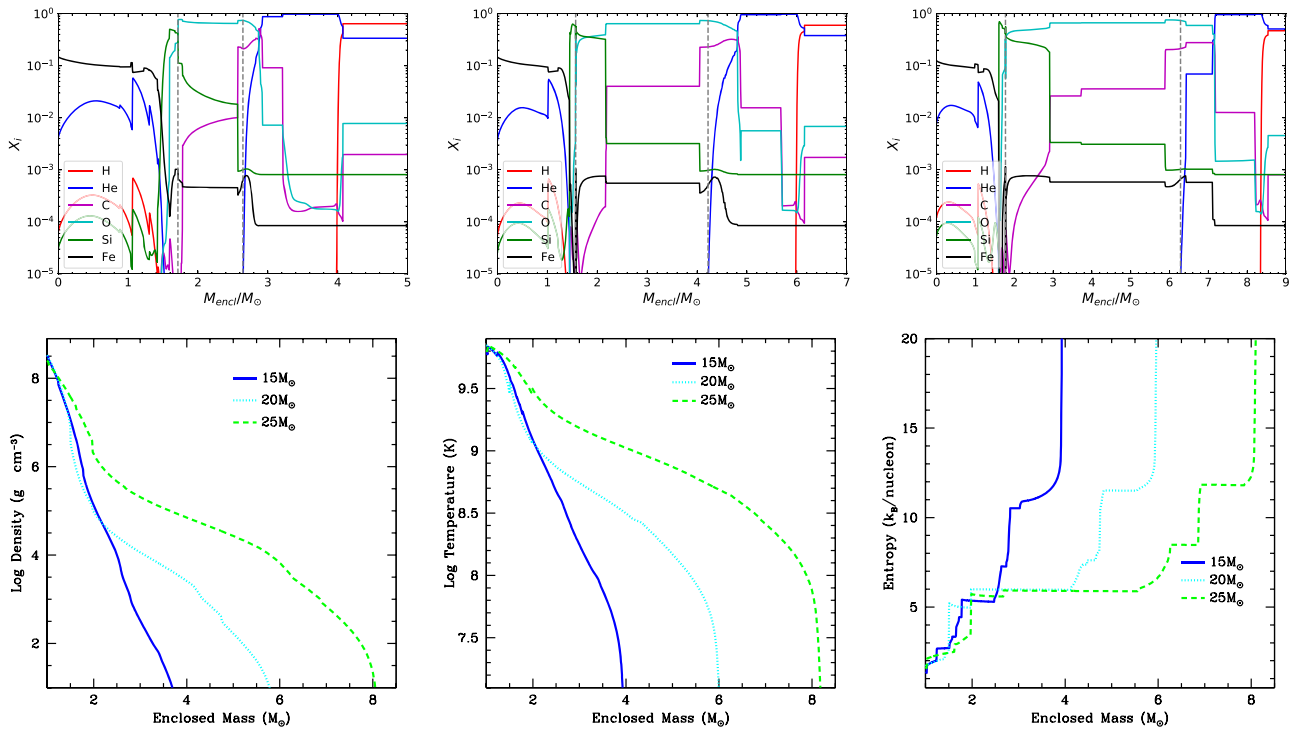 10⁰
10⁻¹
10⁻²
10⁻³
10⁻⁴
10⁻⁵
X_i
H
He
C
O
Si
Fe
0 1 2 3 4 5
M_encl/M_⊙
10⁰
10⁻¹
10⁻²
10⁻³
10⁻⁴
10⁻⁵
X_i
H
He
C
O
Si
Fe
0 1 2 3 4 5 6 7
M_encl/M_⊙
10⁰
10⁻¹
10⁻²
10⁻³
10⁻⁴
10⁻⁵
X_i
H
He
C
O
Si
Fe
0 1 2 3 4 5 6 7 8 9
M_encl/M_⊙
8
6
4
2
Log Density (g cm⁻³)
15M_⊙
20M_⊙
25M_⊙
2 4 6 8
Enclosed Mass (M_⊙)
9.5
9
8.5
8
7.5
Log Temperature (K)
15M_⊙
20M_⊙
25M_⊙
2 4 6 8
Enclosed Mass (M_⊙)
20
15
10
5
Entropy (k_B/nucleon)
15M_⊙
20M_⊙
25M_⊙
2 4 6 8
Enclosed Mass (M_⊙)